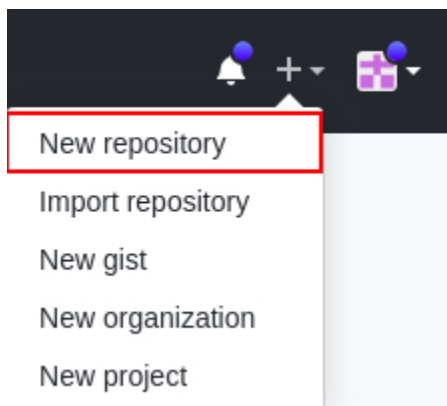 New repository
Import repository
New gist
New organization
New project